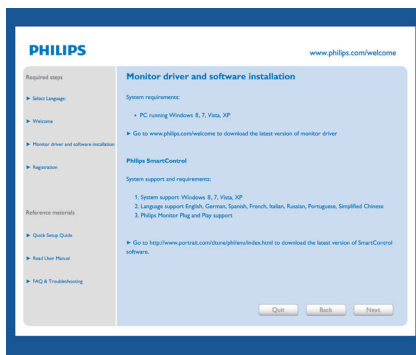 PHILIPS
www.philips.com/welcome
Required steps
► Select Language:
► Welcome
► Monitor driver and software installation
► Registration
Reference materials
► Quick Setup Quide
► Read User Manual
► FAQ & Troubleshooting
Monitor driver and software installation
System requirements:
• PC running Windows 8, 7, Vista, XP
► Go to www.philips.com/welcome to download the latest version of monitor driver
Philips SmartControl
System support and requirements:
1. System support Windows 8, 7, Vista, XP
2. Language support English, German, Spanish, French, Italian, Russian, Portuguese, Simplified Chinese
3. Philips Monitor Plug and Play support
► Go to http://www.portrait.com/dtune/phl/enu/index.html to download the latest version of SmartControl
software.
Quit
Back
Next